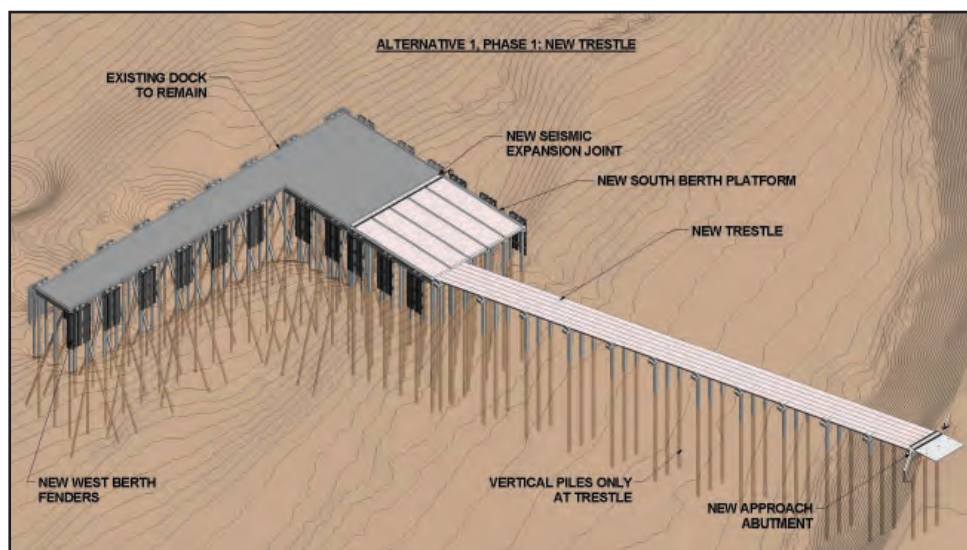 ALTERNATIVE 1, PHASE 1: NEW TRESTLE
EXISTING DOCK
TO REMAIN
NEW SEISMIC
EXPANSION JOINT
NEW SOUTH BERTH PLATFORM
NEW TRESTLE
NEW WEST BERTH
FENDERS
VERTICAL PILES ONLY
AT TRESTLE
NEW APPROACH
ABUTMENT